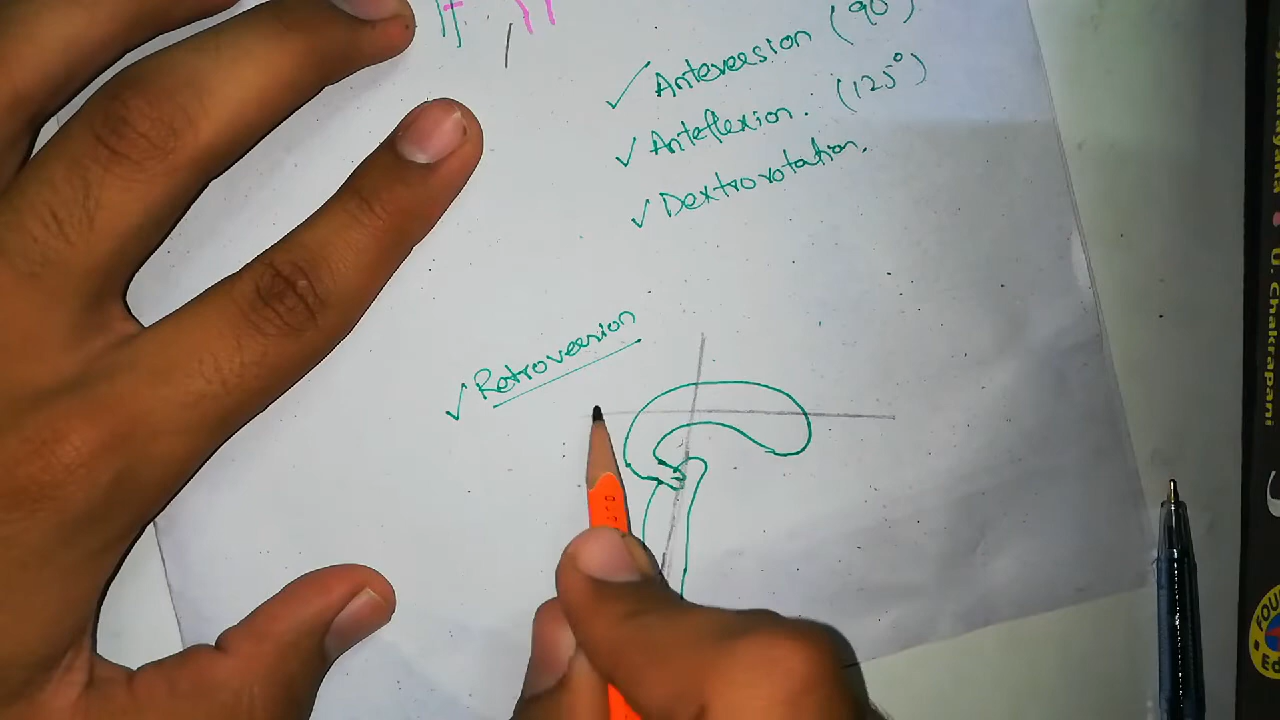 ✓ Anteversion (90°)
✓ Anteflexion. (125°)
✓ Dextrorotation.
✓ Retroversion
U. Chakrapani